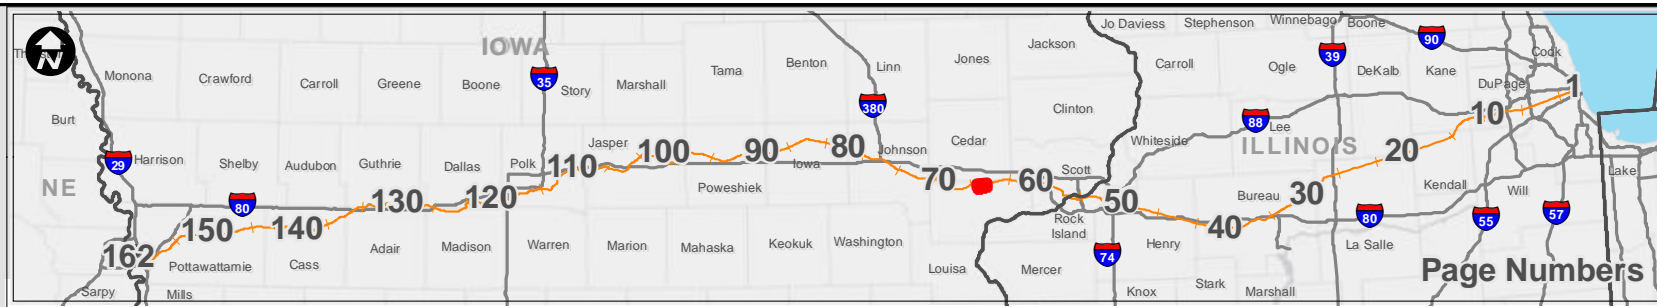 Jo Daviess Stephenson Winnebago Boone
N IOWA Jackson 39 90 Cock
Monona Crawford Carroll Greene Boone 35 Story Marshall Tama Benton Linn Jones Carroll Ogle DeKalb Kane DuPage 1
Burt 380 Clinton 88 Lee 10
29 Harrison Shelby Audubon Guthrie Dallas Polk Jasper 110 100 90 Iowa 80 Johnson Cedar Whiteside ILLINOIS 20
NE 80 130 120 Poweshiek 70 60 Scott 50 Bureau 30 Kendall Will Lake
162 150 140 Adair Madison Warren Marion Mahaska Keokuk Washington Rock Island Henry 40 La Salle 80 55 57
Pottawattamie Cass Louisa Mercer 74 Stark Page Numbers
Sarpy Mills Knox Marshall